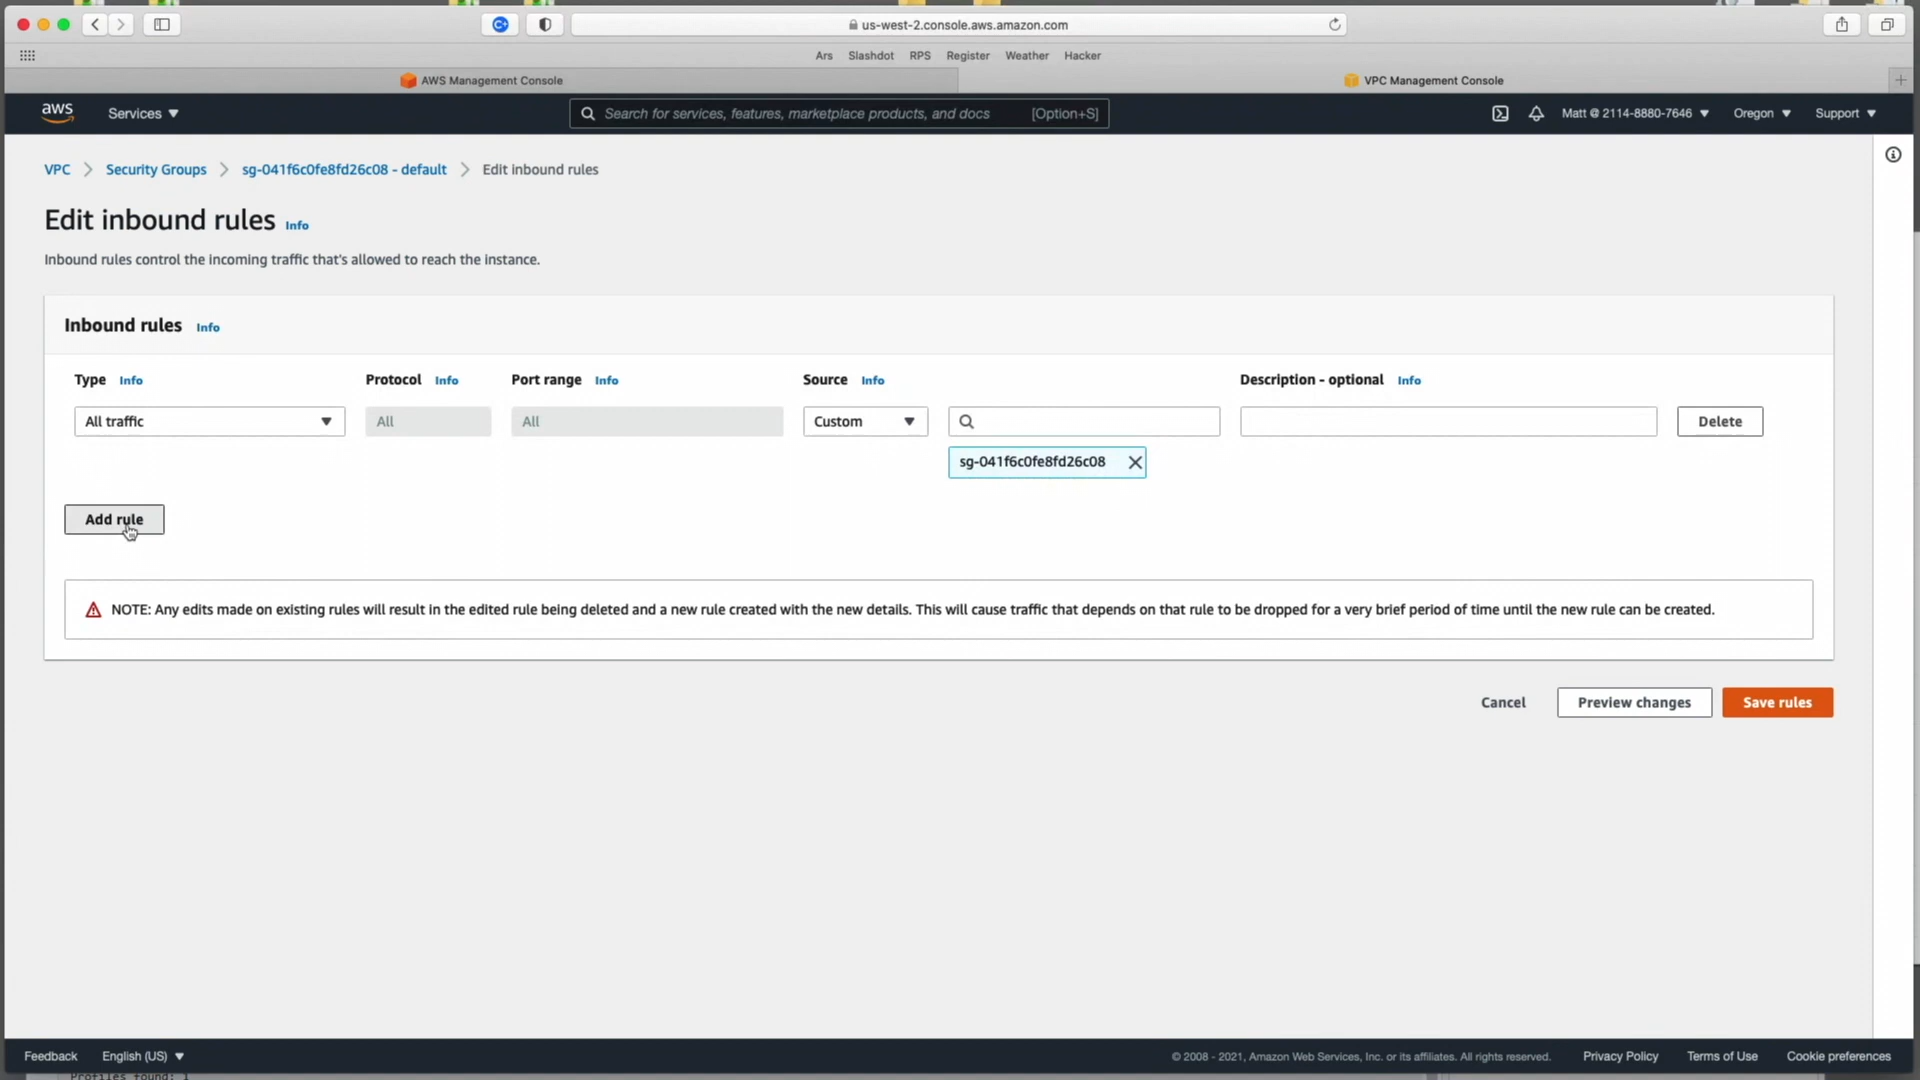 us-west-2.console.aws.amazon.com
Ars Slashdot RPS Register Weather Hacker
AWS Management Console VPC Management Console
aws Services Search for services, features, marketplace products, and docs [Option+S] Matt @ 2114-8880-7646 Oregon Support
VPC Security Groups sg-041f6c0fe8fd26c08 - default Edit inbound rules
Edit inbound rules Info
Inbound rules control the incoming traffic that's allowed to reach the instance.
Inbound rules Info
Type Info Protocol Info Port range Info Source Info Description - optional Info
All traffic All All Custom Delete
sg-041f6c0fe8fd26c08
Add rule
NOTE: Any edits made on existing rules will result in the edited rule being deleted and a new rule created with the new details. This will cause traffic that depends on that rule to be dropped for a very brief period of time until the new rule can be created.
Cancel Preview changes Save rules
Feedback English (US) © 2008 - 2021, Amazon Web Services, Inc. or its affiliates. All rights reserved. Privacy Policy Terms of Use Cookie preferences
Profiles found: 1